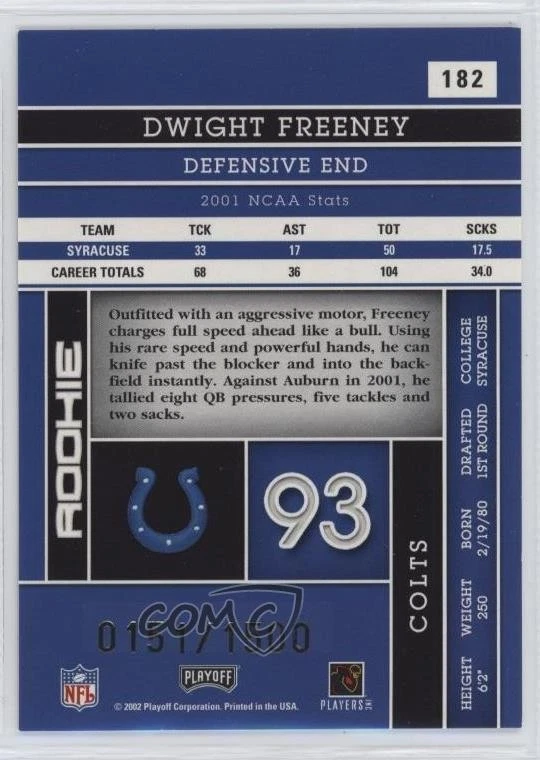 182
DWIGHT FREENEY
DEFENSIVE END
2001 NCAA Stats
TEAM TCK AST TOT SCKS
SYRACUSE 33 17 50 17.5
CAREER TOTALS 68 36 104 34.0
Outfitted with an aggressive motor, Freeney
charges full speed ahead like a bull. Using
his rare speed and powerful hands, he can
knife past the blocker and into the back-
field instantly. Against Auburn in 2001, he
tallied eight QB pressures, five tackles and
two sacks.
ROOKIE
93
COLTS
HEIGHT WEIGHT BORN DRAFTED COLLEGE
6'2" 250 2/19/80 1ST ROUND SYRACUSE
0151/1500
COMC
NFL
PLAYOFF
PLAYERS INC
© 2002 Playoff Corporation. Printed in the USA.